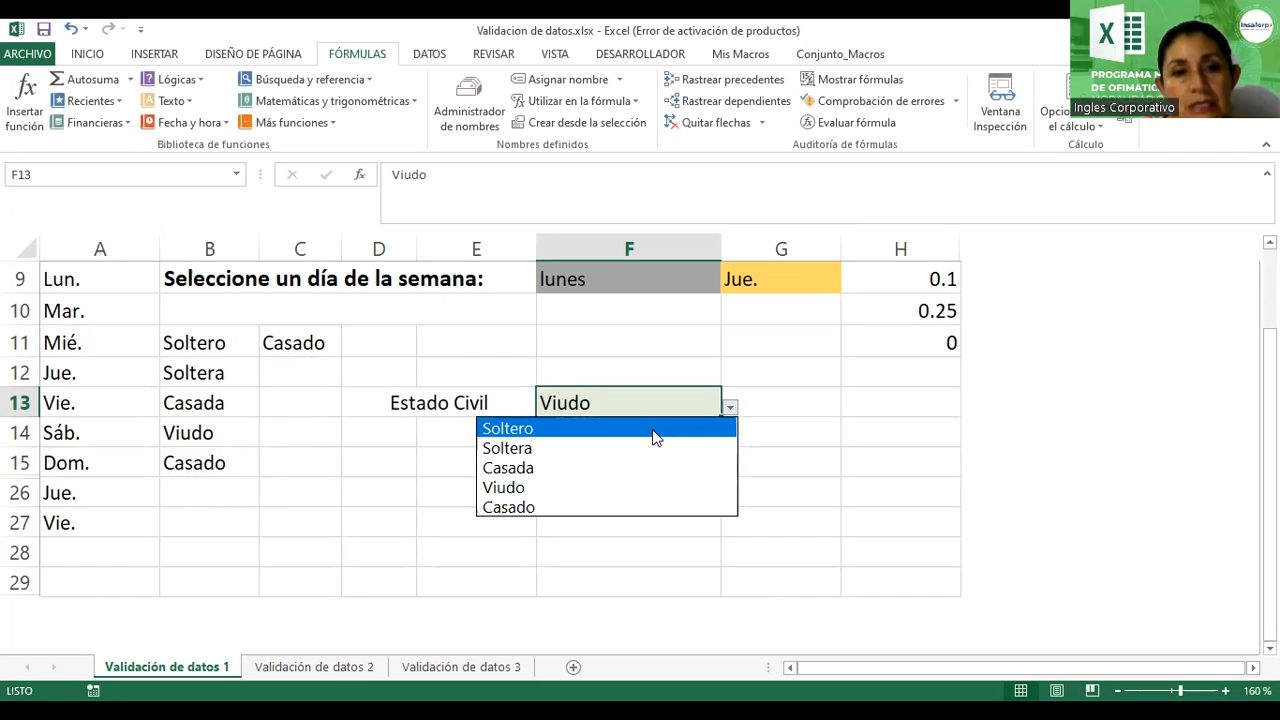 Validacion de datos.xlsx - Excel (Error de activación de productos)
ARCHIVO INICIO INSERTAR DISEÑO DE PÁGINA FÓRMULAS DATOS REVISAR VISTA DESARROLLADOR Mis Macros Conjunto_Macros
Insertar función
Autosuma
Recientes
Financieras
Lógicas
Texto
Fecha y hora
Búsqueda y referencia
Matemáticas y trigonométricas
Más funciones
Biblioteca de funciones
Administrador de nombres
Asignar nombre
Utilizar en la fórmula
Crear desde la selección
Nombres definidos
Rastrear precedentes
Rastrear dependientes
Quitar flechas
Mostrar fórmulas
Comprobación de errores
Evaluar fórmula
Auditoría de fórmulas
Ventana Inspección
el cálculo
Cálculo
Insaforp
PROGRAMA
DE OFIMÁTIC
Ingles Corporativo
F13 fx Viudo
A B C D E F G H
9 Lun. Seleccione un día de la semana: lunes Jue. 0.1
10 Mar. 0.25
11 Mié. Soltero Casado 0
12 Jue. Soltera
13 Vie. Casada Estado Civil Viudo
14 Sáb. Viudo
15 Dom. Casado
26 Jue.
27 Vie.
28
29
Soltero
Soltera
Casada
Viudo
Casado
Validación de datos 1 Validación de datos 2 Validación de datos 3
LISTO 160 %